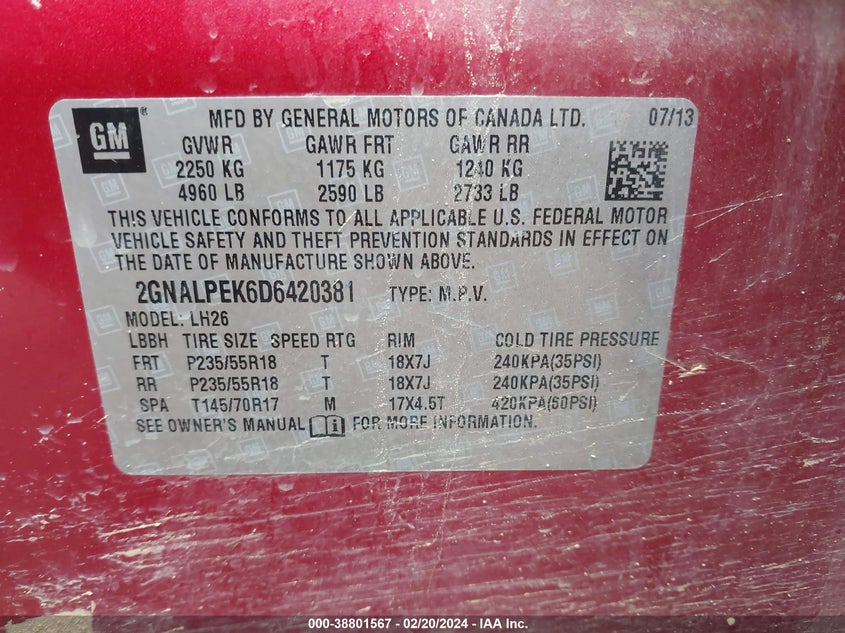 GM ® MFD BY GENERAL MOTORS OF CANADA LTD. 07/13
GVWR GAWR FRT GAWR RR
2250 KG 1175 KG 1240 KG
4960 LB 2590 LB 2733 LB
THIS VEHICLE CONFORMS TO ALL APPLICABLE U.S. FEDERAL MOTOR
VEHICLE SAFETY AND THEFT PREVENTION STANDARDS IN EFFECT ON
THE DATE OF MANUFACTURE SHOWN ABOVE.
2GNALPEK6D6420381 TYPE: M.P.V.
MODEL: LH26
LBBH TIRE SIZE SPEED RTG RIM COLD TIRE PRESSURE
FRT P235/55R18 T 18X7J 240KPA(35PSI)
RR P235/55R18 T 18X7J 240KPA(35PSI)
SPA T145/70R17 M 17X4.5T 420KPA(60PSI)
SEE OWNER'S MANUAL i FOR MORE INFORMATION.
000-38801567 - 02/20/2024 - IAA Inc.